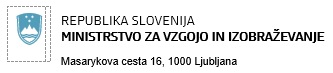 REPUBLIKA SLOVENIJA
MINISTRSTVO ZA VZGOJO IN IZOBRAŽEVANJE
Masarykova cesta 16, 1000 Ljubljana